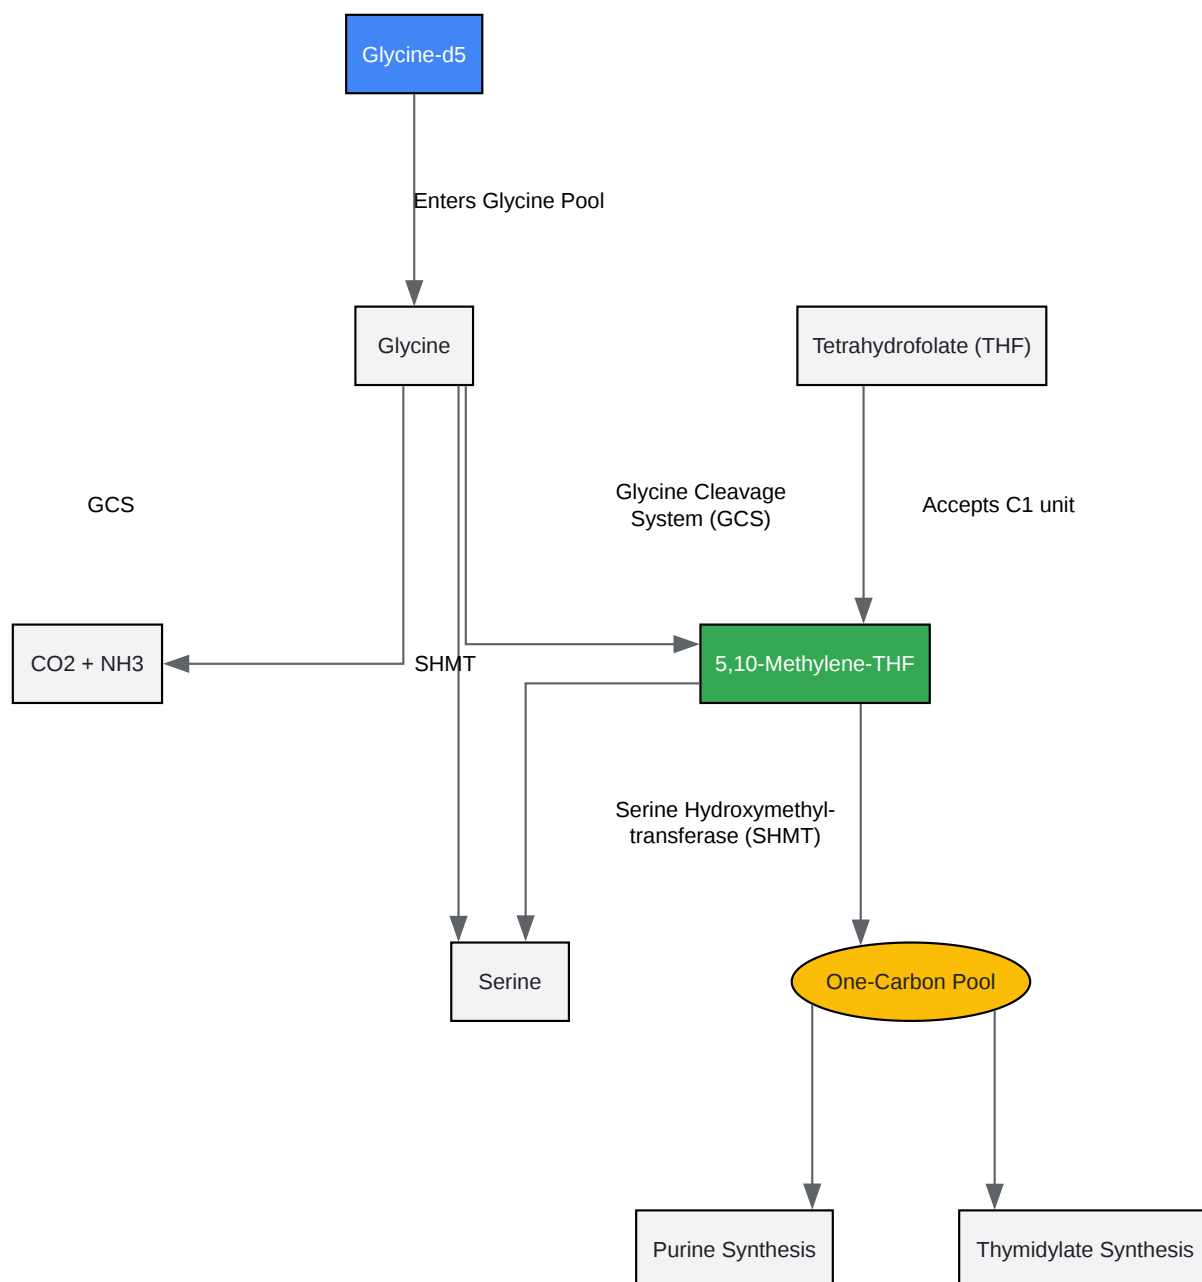 Glycine-d5
Enters Glycine Pool
Glycine
Tetrahydrofolate (THF)
GCS
Glycine Cleavage
System (GCS)
Accepts C1 unit
CO2 + NH3
SHMT
5,10-Methylene-THF
Serine Hydroxymethyl-
transferase (SHMT)
Serine
One-Carbon Pool
Purine Synthesis
Thymidylate Synthesis